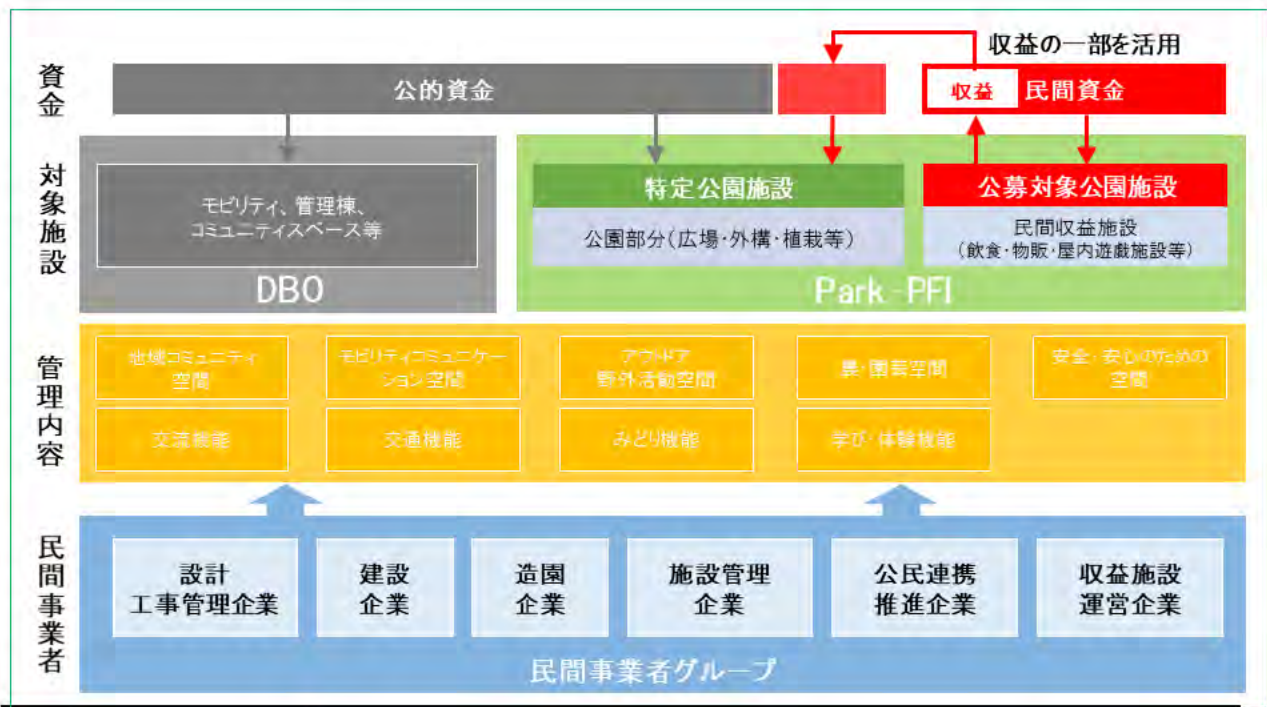 収益の一部を活用
資金
公的資金
収益
民間資金
対象施設
モビリティ、管理棟、
コミュニティスペース等
DBO
特定公園施設
公園部分(広場・外構・植栽等)
公募対象公園施設
民間収益施設
(飲食・物販・屋内遊戯施設等)
Park-PFI
管理内容
地域コミュニティ
空間
モビリティコミュニケー
ション空間
アウトドア
野外活動空間
農・園芸空間
安全・安心のための
空間
交流機能
交通機能
みどり機能
学び・体験機能
民間事業者
設計
工事管理企業
建設
企業
造園
企業
施設管理
企業
公民連携
推進企業
収益施設
運営企業
民間事業者グループ